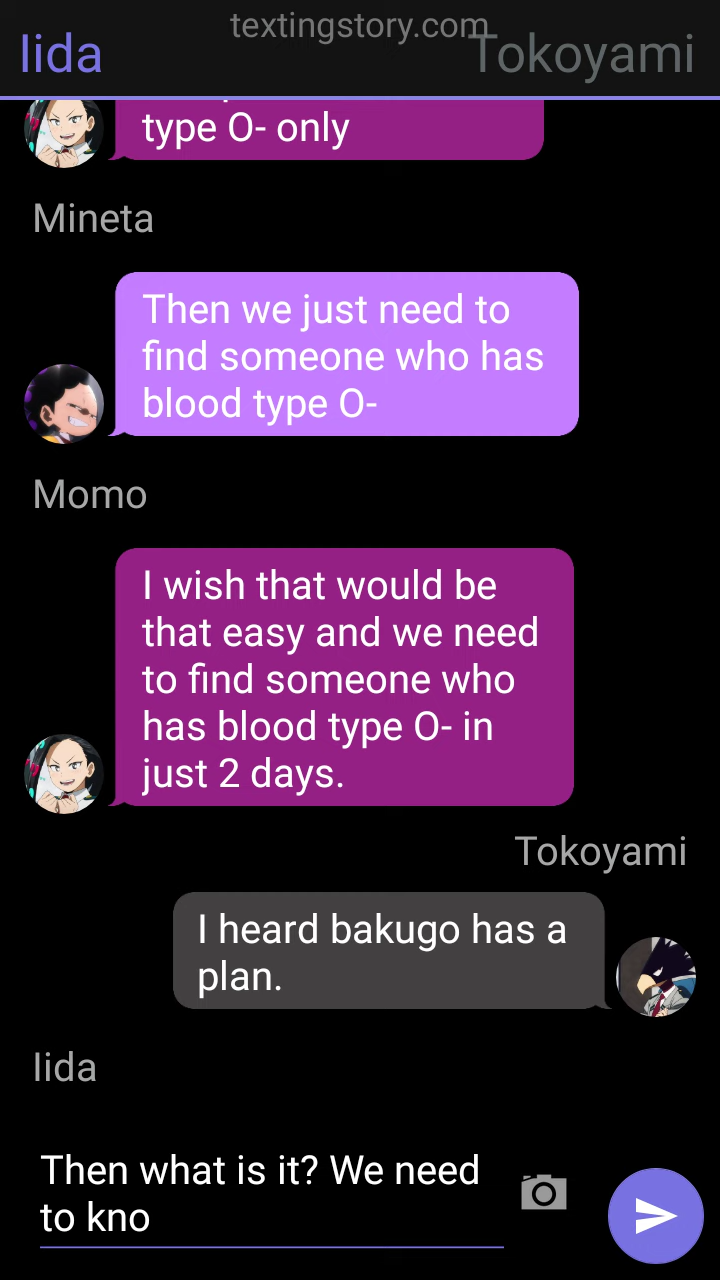 textingstory.com
Iida
Tokoyami
type O- only
Mineta
Then we just need to
find someone who has
blood type O-
Momo
I wish that would be
that easy and we need
to find someone who
has blood type O- in
just 2 days.
Tokoyami
I heard bakugo has a
plan.
Iida
Then what is it? We need
to kno